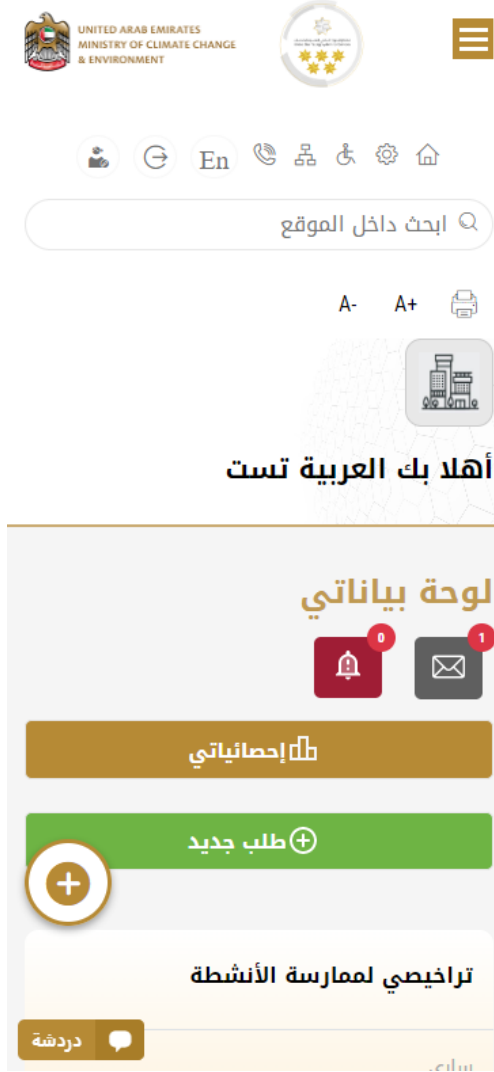 UNITED ARAB EMIRATES
MINISTRY OF CLIMATE CHANGE
& ENVIRONMENT
En
ابحث داخل الموقع
A+ A-
أهلا بك العربية تست
لوحة بياناتي
1
0
إحصائياتي
طلب جديد
تراخيصي لممارسة الأنشطة
دردشة
ساري